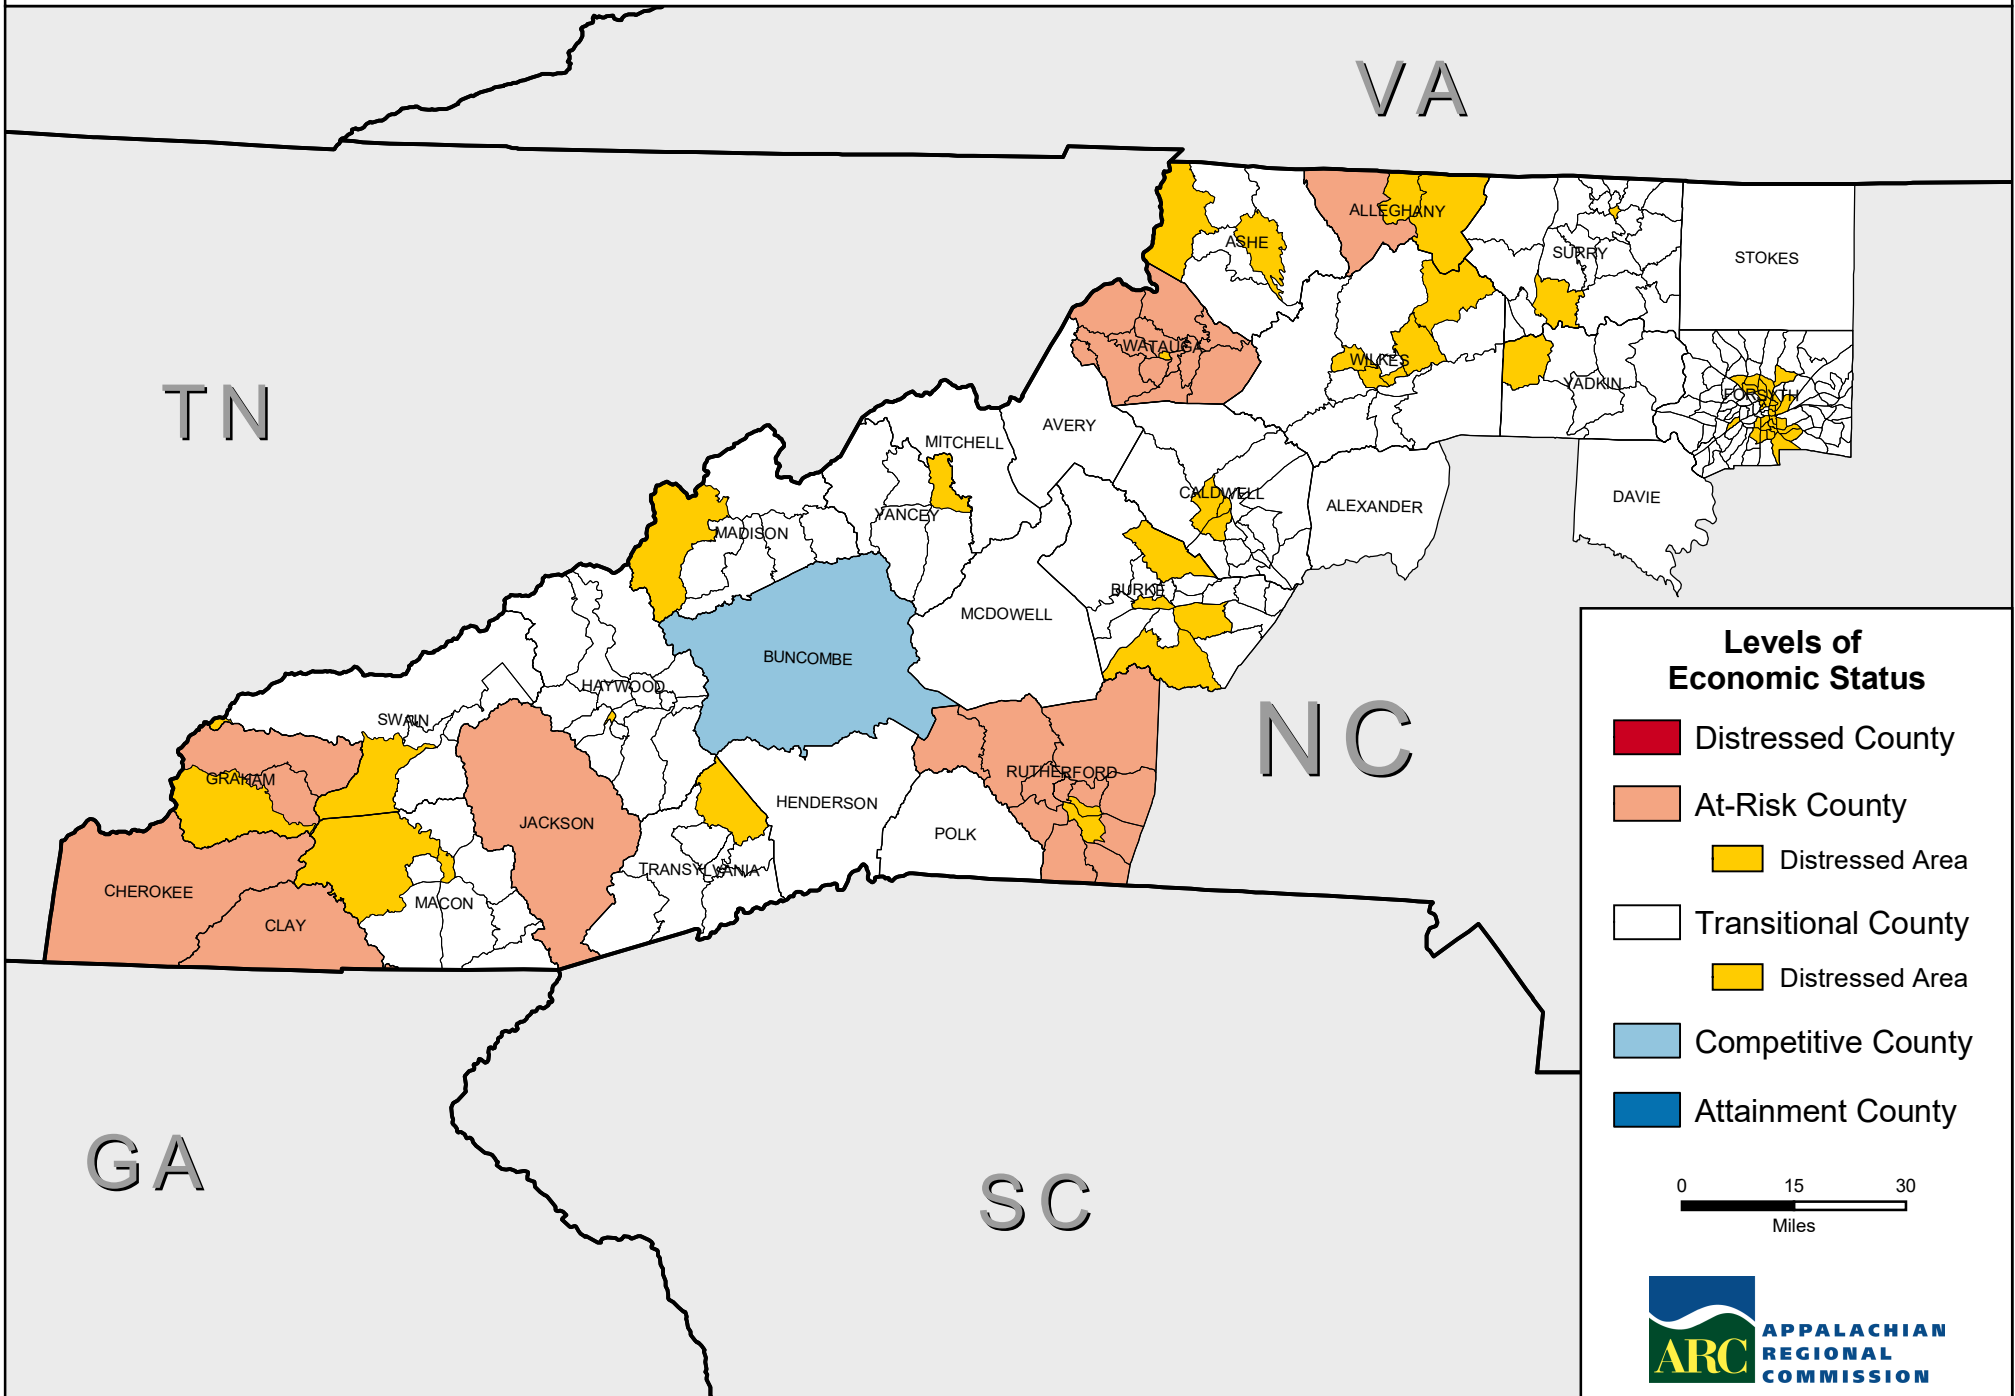 VA
TN
ALLEGHANY
ASHE
SURRY
STOKES
WATAUGA
WILKES
YADKIN
FORSYTH
AVERY
MITCHELL
CALDWELL
ALEXANDER
DAVIE
YANCEY
MADISON
BURKE
MCDOWELL
BUNCOMBE
HAYWOOD
SWAIN
NC
GRAHAM
RUTHERFORD
HENDERSON
JACKSON
POLK
TRANSYLVANIA
CHEROKEE
MACON
CLAY
GA
SC
Levels of
Economic Status
Distressed County
At-Risk County
Distressed Area
Transitional County
Distressed Area
Competitive County
Attainment County
0 15 30
Miles
ARC
APPALACHIAN
REGIONAL
COMMISSION